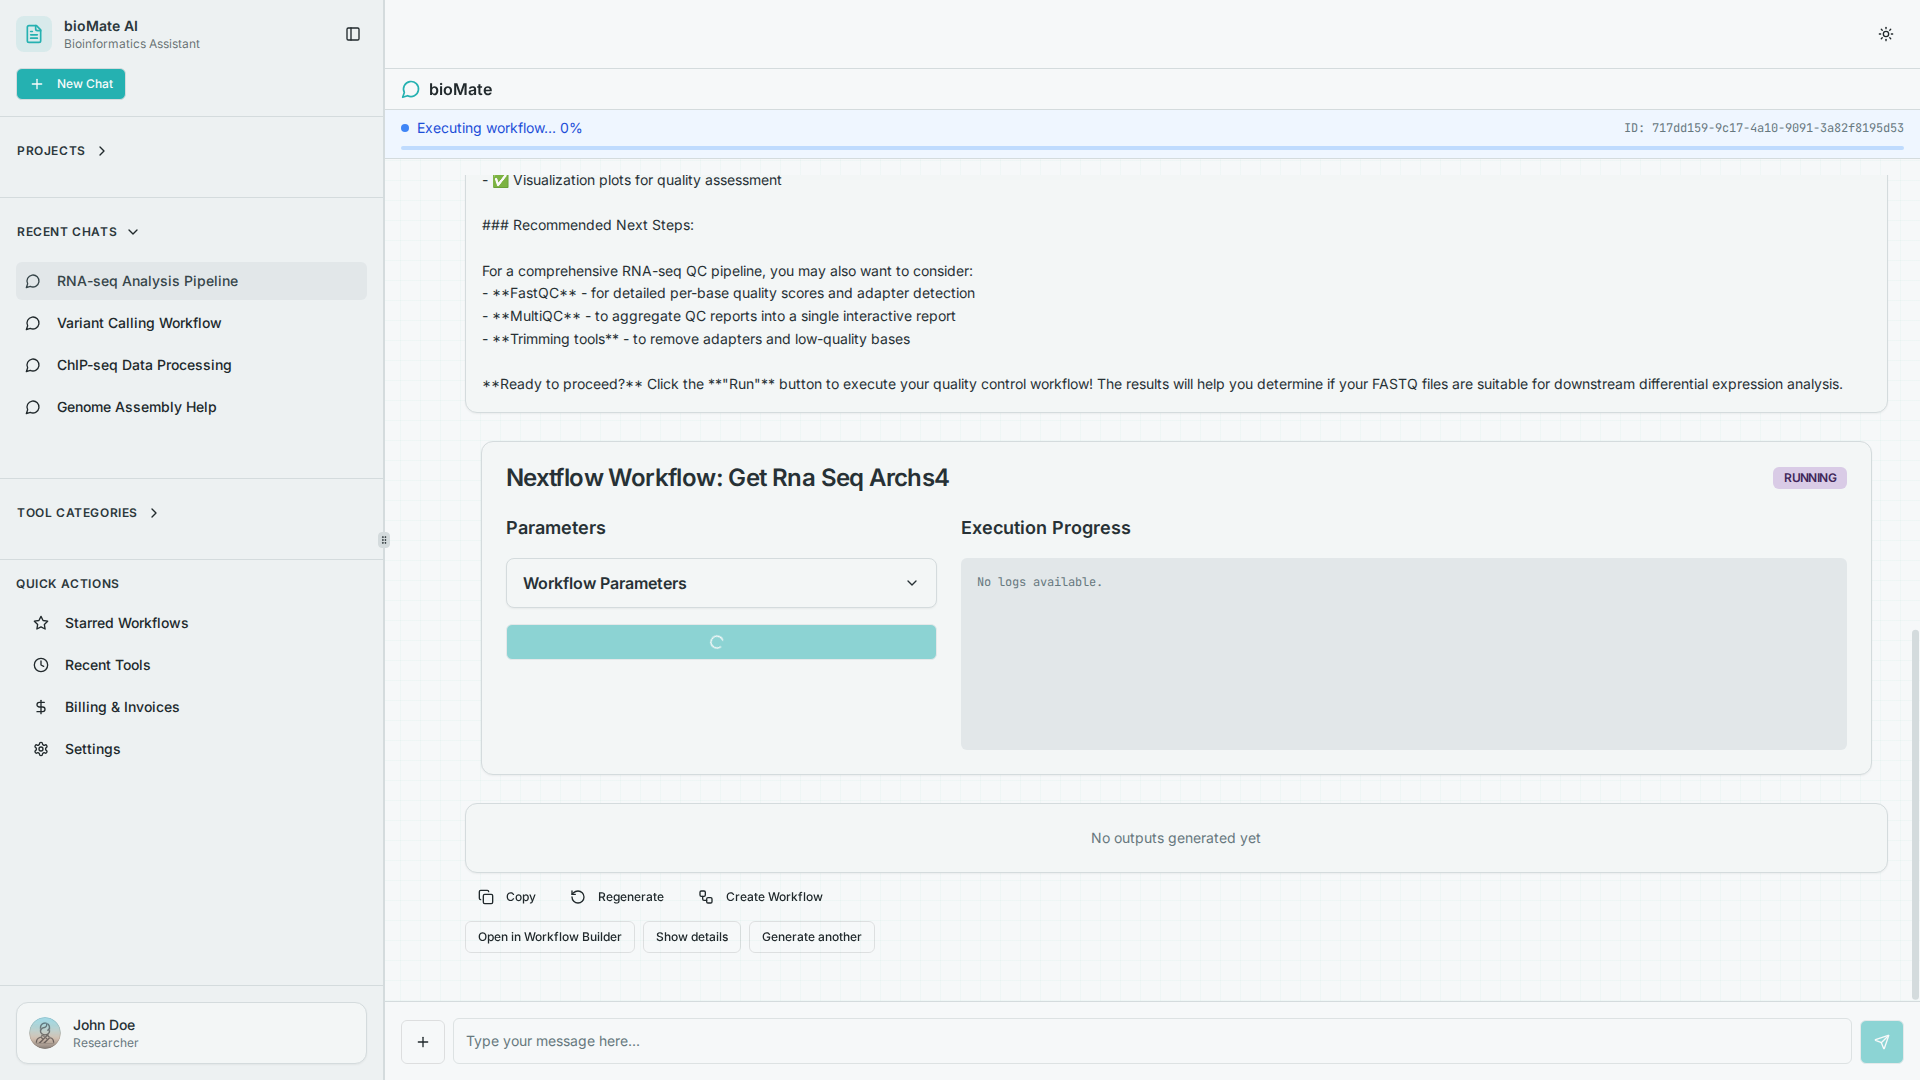 bioMate AI
Bioinformatics Assistant
New Chat
PROJECTS
RECENT CHATS
RNA-seq Analysis Pipeline
Variant Calling Workflow
ChIP-seq Data Processing
Genome Assembly Help
TOOL CATEGORIES
QUICK ACTIONS
Starred Workflows
Recent Tools
Billing & Invoices
Settings
John Doe
Researcher
bioMate
Executing workflow... 0%
ID: 717dd159-9c17-4a10-9091-3a82f8195d53
- ✅ Visualization plots for quality assessment
### Recommended Next Steps:
For a comprehensive RNA-seq QC pipeline, you may also want to consider:
- **FastQC** - for detailed per-base quality scores and adapter detection
- **MultiQC** - to aggregate QC reports into a single interactive report
- **Trimming tools** - to remove adapters and low-quality bases
**Ready to proceed?** Click the **"Run"** button to execute your quality control workflow! The results will help you determine if your FASTQ files are suitable for downstream differential expression analysis.
Nextflow Workflow: Get Rna Seq Archs4
RUNNING
Parameters
Workflow Parameters
Execution Progress
No logs available.
No outputs generated yet
Copy
Regenerate
Create Workflow
Open in Workflow Builder
Show details
Generate another
Type your message here...